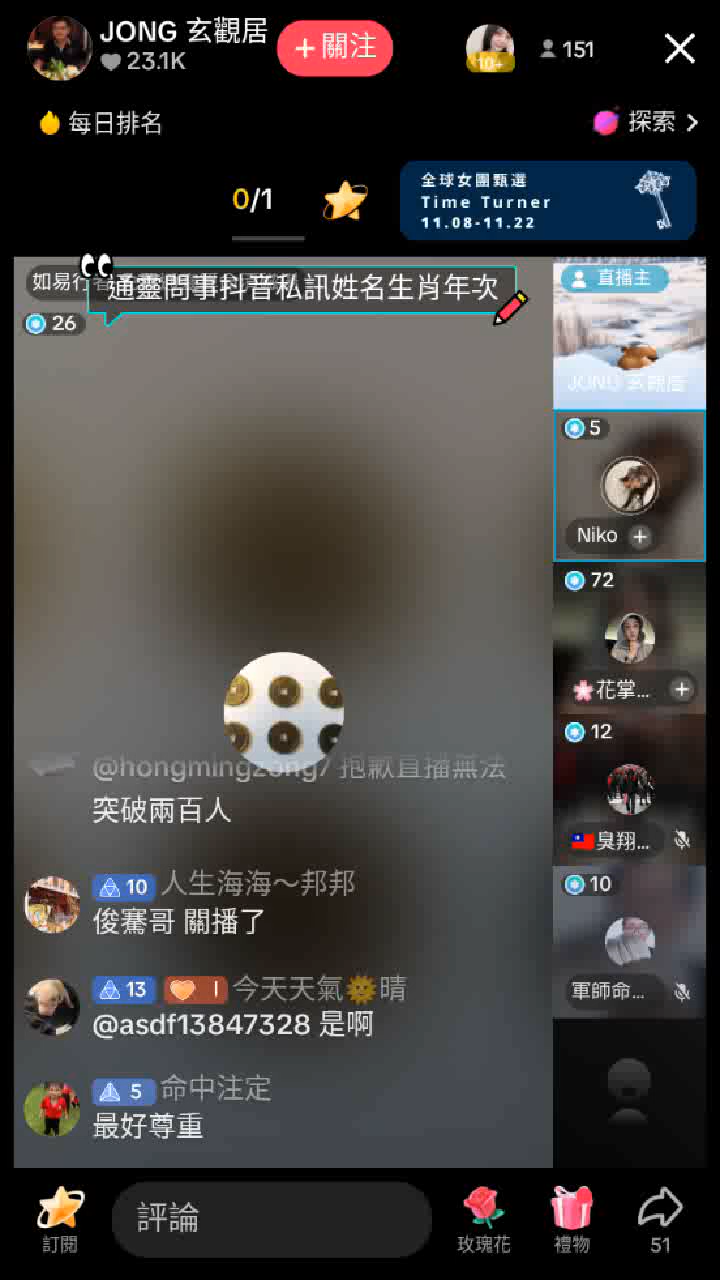 JONG 玄觀居
23.1K
+ 關注
10+
151
每日排名
探索
0/1
全球女團甄選
Time Turner
11.08-11.22
如易行者
通靈問事抖音私訊姓名生肖年次
26
直播主
JONG 玄觀居
5
Niko +
72
花掌... +
12
臭翔...
10
軍師命...
@hongmingzong7 抱歉直播無法
突破兩百人
10 人生海海～邦邦
俊騫哥 關播了
13 I 今天天氣🌞晴
@asdf13847328 是啊
5 命中注定
最好尊重
訂閱
評論
玫瑰花
禮物
51